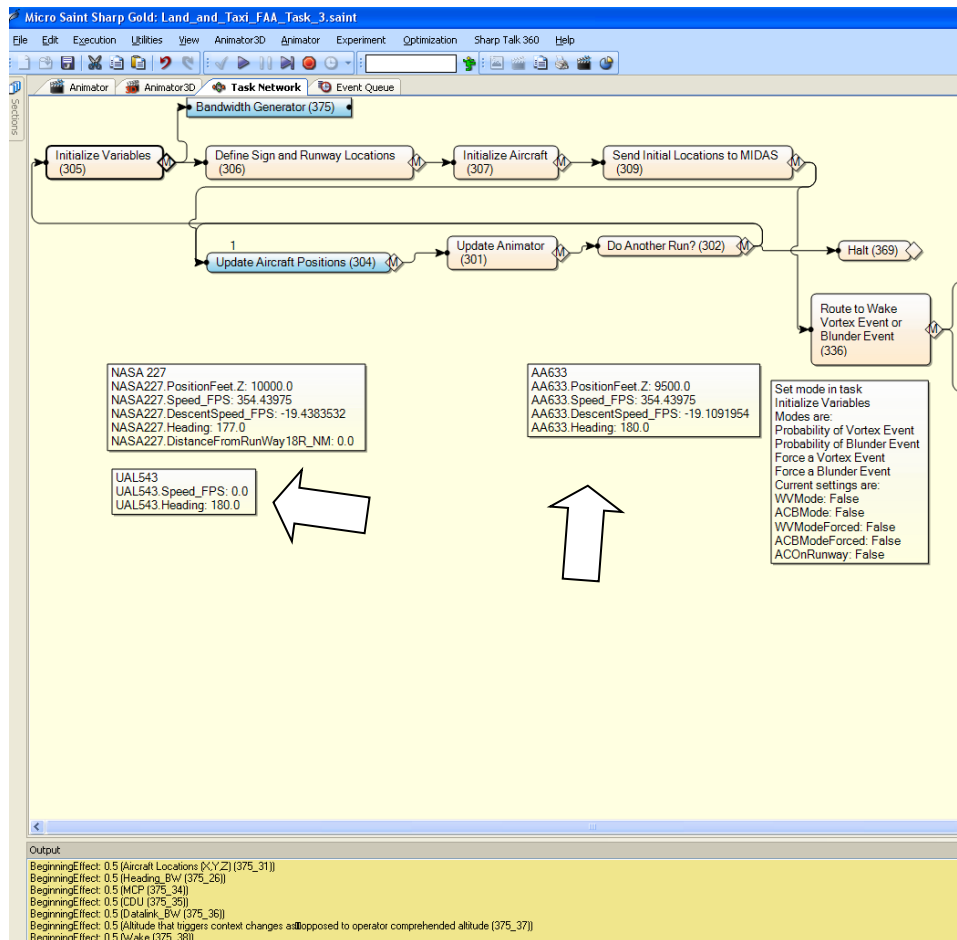 Micro Saint Sharp Gold: Land_and_Taxi_FAA_Task_3.saint
File Edit Execution Utilities View Animator3D Animator Experiment Optimization Sharp Talk 360 Help
Animator Animator3D Task Network Event Queue
Sections
Bandwidth Generator (375)
Initialize Variables
(305)
M
Define Sign and Runway Locations
(306)
M
Initialize Aircraft
(307)
M
Send Initial Locations to MIDAS
(309)
M
1
Update Aircraft Positions (304)
M
Update Animator
(301)
M
Do Another Run? (302)
M
Halt (369)
Route to Wake
Vortex Event or
Blunder Event
(336)
M
NASA 227
NASA227.PositionFeet.Z: 10000.0
NASA227.Speed_FPS: 354.43975
NASA227.DescentSpeed_FPS: -19.4383532
NASA227.Heading: 177.0
NASA227.DistanceFromRunWay18R_NM: 0.0
UAL543
UAL543.Speed_FPS: 0.0
UAL543.Heading: 180.0
AA633
AA633.PositionFeet.Z: 9500.0
AA633.Speed_FPS: 354.43975
AA633.DescentSpeed_FPS: -19.1091954
AA633.Heading: 180.0
Set mode in task
Initialize Variables
Modes are:
Probability of Vortex Event
Probability of Blunder Event
Force a Vortex Event
Force a Blunder Event
Current settings are:
WVMode: False
ACBMode: False
WVModeForced: False
ACBModeForced: False
ACOnRunway: False
Output
BeginningEffect: 0.5 (Aircraft Locations (X,Y,Z) (375_31))
BeginningEffect: 0.5 (Heading_BW (375_26))
BeginningEffect: 0.5 (MCP (375_34))
BeginningEffect: 0.5 (CDU (375_35))
BeginningEffect: 0.5 (Datalink_BW (375_36))
BeginningEffect: 0.5 (Altitude that triggers context changes as opposed to operator comprehended altitude (375_37))
BeginningEffect: 0.5 (Wake (375_38))